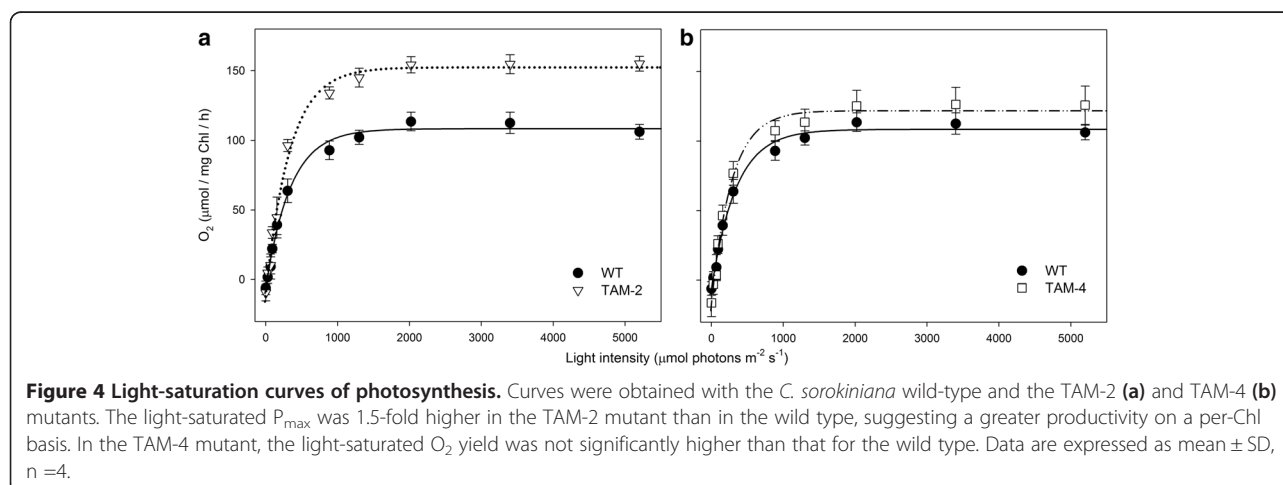 a
b
150
100
50
0
O₂ (μmol / mg Chl / h)
WT
TAM-2
WT
TAM-4
0 1000 2000 3000 4000 5000
0 1000 2000 3000 4000 5000
Light intensity (μmol photons m⁻² s⁻¹)
Figure 4 Light-saturation curves of photosynthesis. Curves were obtained with the C. sorokiniana wild-type and the TAM-2 (a) and TAM-4 (b)
mutants. The light-saturated Pmax was 1.5-fold higher in the TAM-2 mutant than in the wild type, suggesting a greater productivity on a per-Chl
basis. In the TAM-4 mutant, the light-saturated O₂ yield was not significantly higher than that for the wild type. Data are expressed as mean ± SD,
n =4.